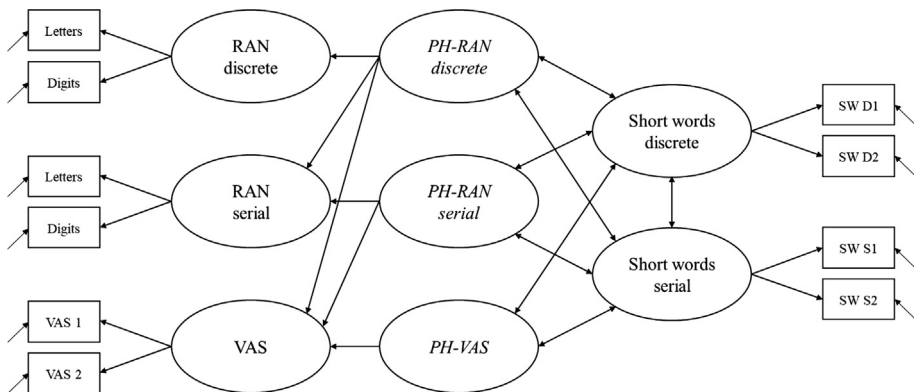 Letters
Digits
RAN
discrete
PH-RAN
discrete
Short words
discrete
SW D1
SW D2
Letters
Digits
RAN
serial
PH-RAN
serial
Short words
serial
SW S1
SW S2
VAS 1
VAS 2
VAS
PH-VAS